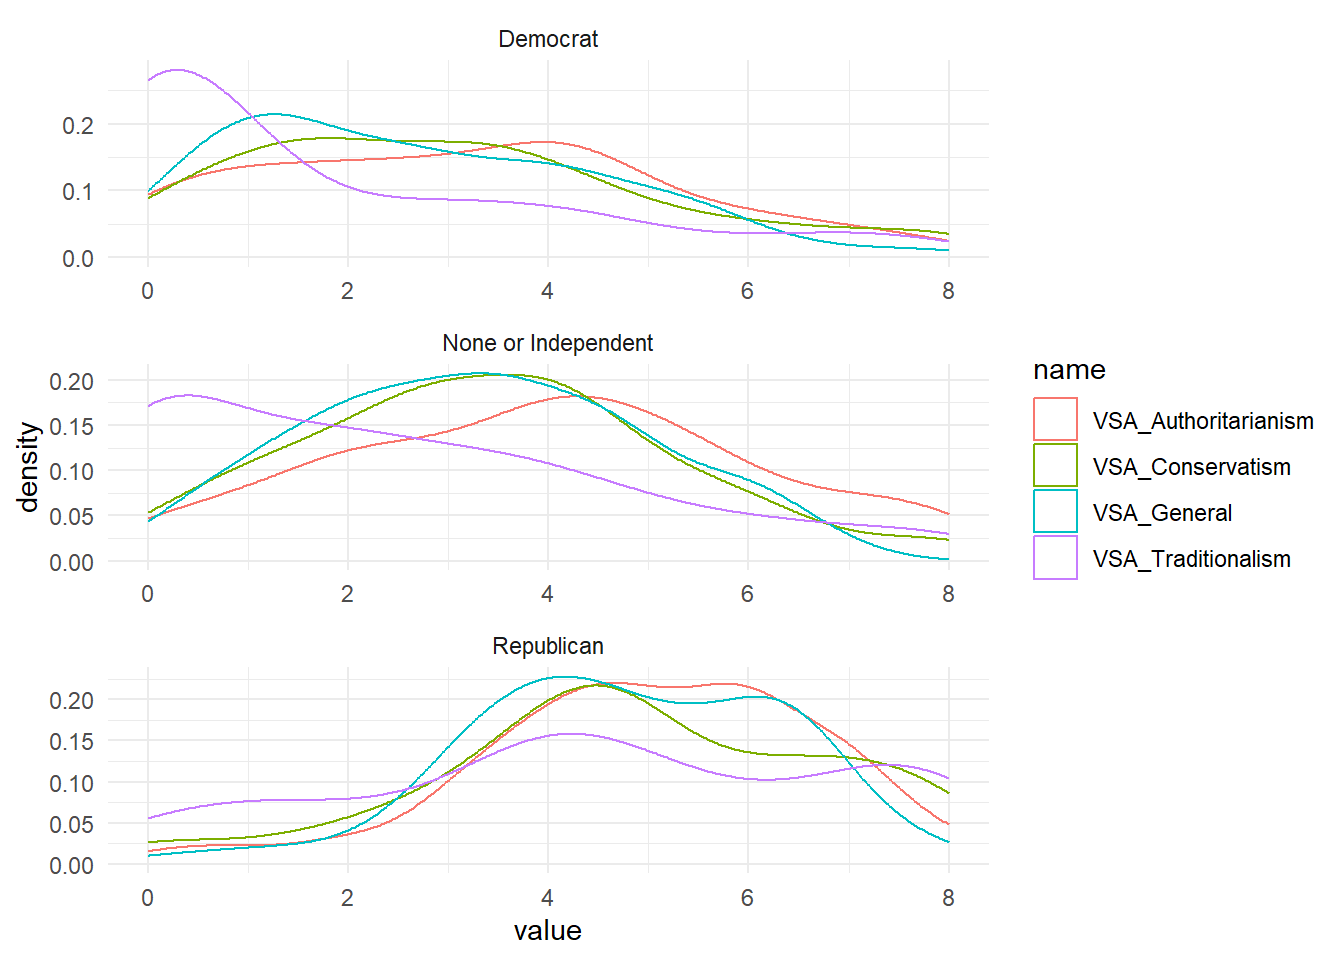 Democrat
0.2
0.1
0.0
0 2 4 6 8
None or Independent
0.20
0.15
0.10
0.05
0.00
0 2 4 6 8
Republican
0.20
0.15
0.10
0.05
0.00
0 2 4 6 8
density
value
name
VSA_Authoritarianism
VSA_Conservatism
VSA_General
VSA_Traditionalism